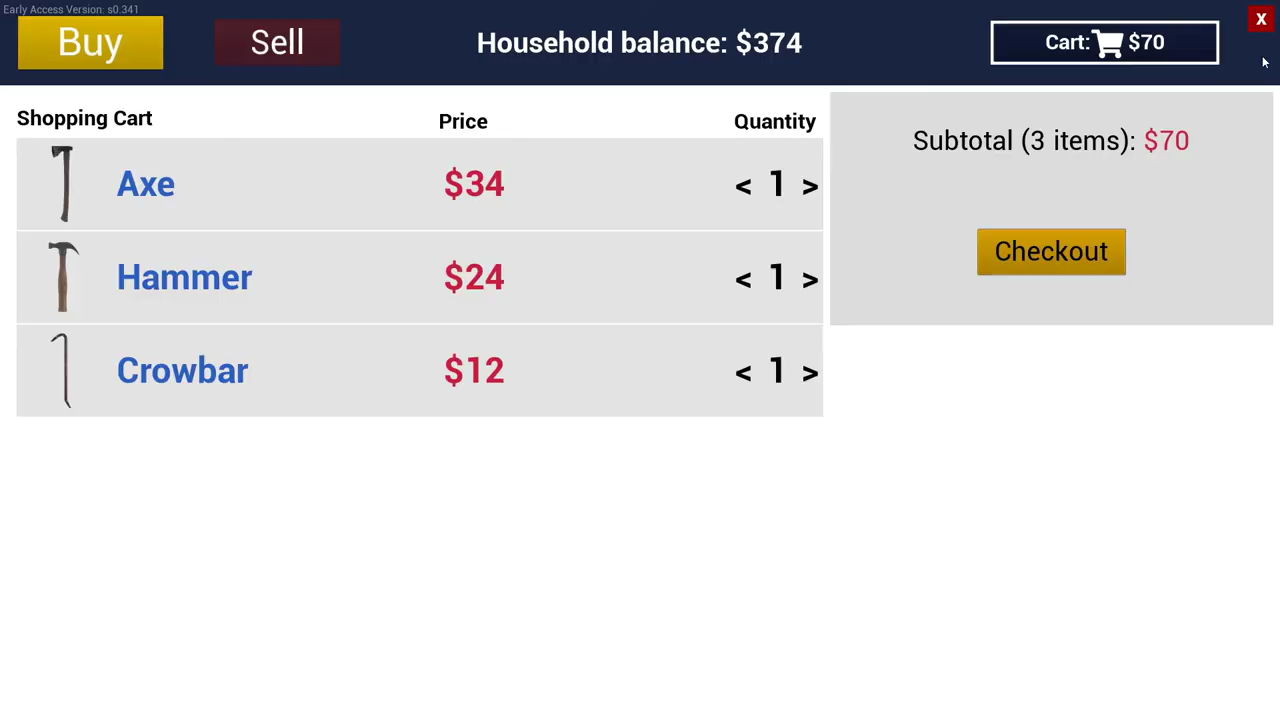 Early Access Version: s0.341
Buy Sell Household balance: $374 Cart: $70 X
Shopping Cart Price Quantity
Axe $34 < 1 >
Hammer $24 < 1 >
Crowbar $12 < 1 >
Subtotal (3 items): $70
Checkout